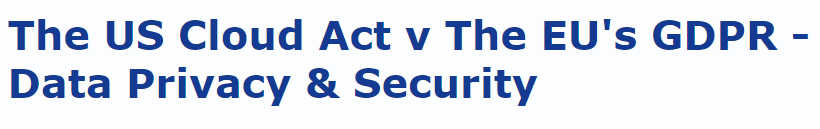 The US Cloud Act v The EU's GDPR -
Data Privacy & Security